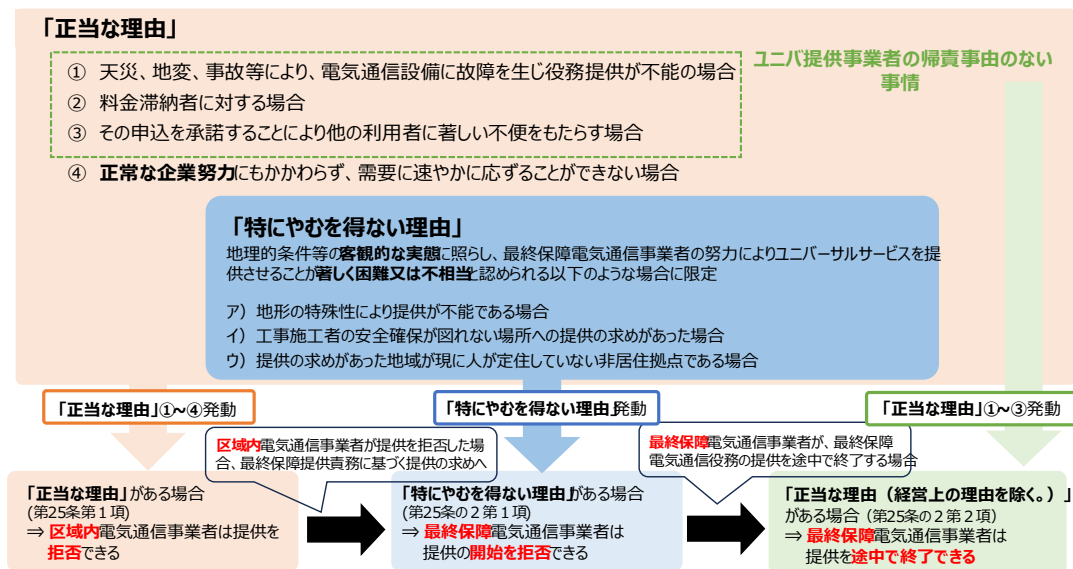 「正当な理由」
① 天災、地変、事故等により、電気通信設備に故障を生じ役務提供が不能の場合
② 料金滞納者に対する場合
③ その申込を承諾することにより他の利用者に著しい不便をもたらす場合
ユニバ提供事業者の帰責事由のない
事情
④ 正常な企業努力にもかかわらず、需要に速やかに応ずることができない場合
「特にやむを得ない理由」
地理的条件等の客観的な実態に照らし、最終保障電気通信事業者の努力によりユニバーサルサービスを提
供させることが著しく困難又は不相当と認められる以下のような場合に限定
ア）地形の特殊性により提供が不能である場合
イ）工事施工者の安全確保が図れない場所への提供の求めがあった場合
ウ）提供の求めがあった地域が現に人が定住していない非居住拠点である場合
「正当な理由」①~④発動
「特にやむを得ない理由」発動
「正当な理由」①~③発動
区域内電気通信事業者が提供を拒否した場
合、最終保障提供責務に基づく提供の求めへ
最終保障電気通信事業者が、最終保障
電気通信役務の提供を途中で終了する場合
「正当な理由」がある場合
(第25条第１項)
⇒ 区域内電気通信事業者は提供を
拒否できる
「特にやむを得ない理由」がある場合
(第25条の２第１項)
⇒ 最終保障電気通信事業者は
提供の開始を拒否できる
「正当な理由（経営上の理由を除く。）」
がある場合（第25条の２第２項）
⇒ 最終保障電気通信事業者は
提供を途中で終了できる